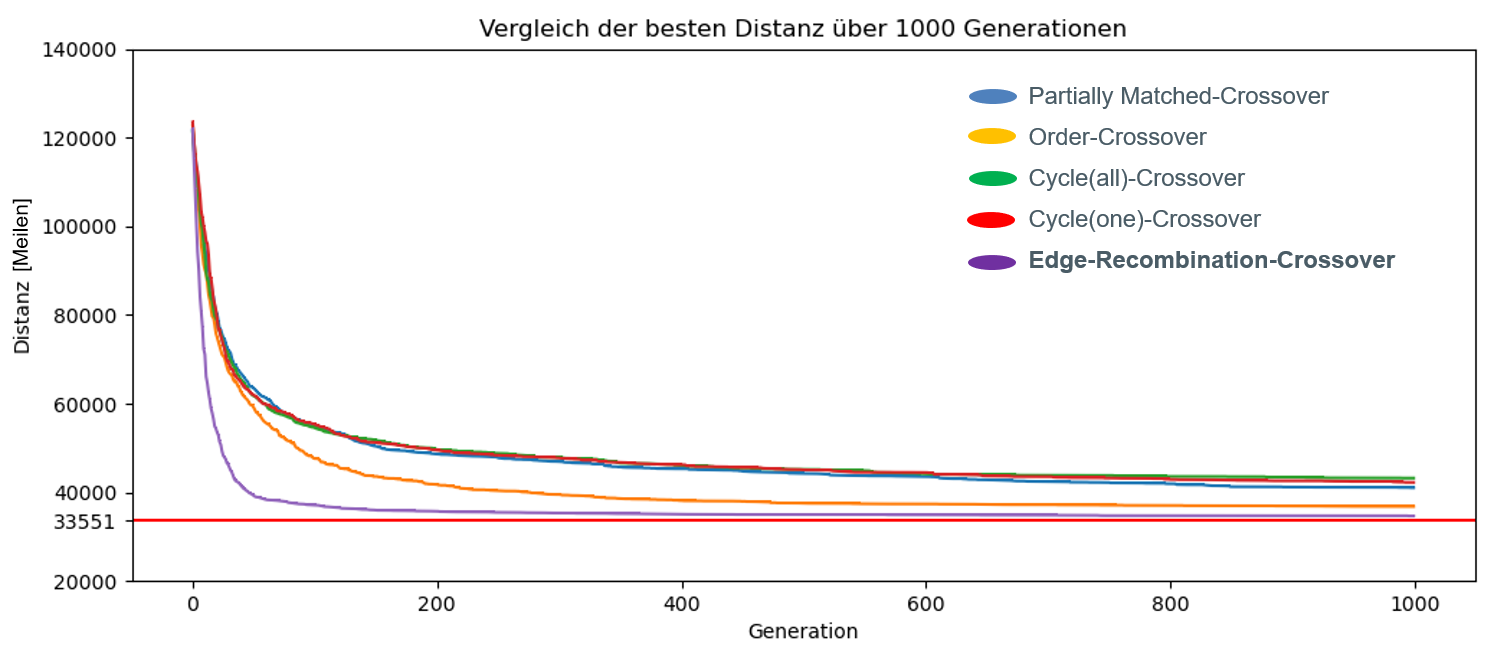 Vergleich der besten Distanz über 1000 Generationen
140000
120000
100000
80000
60000
40000
33551
20000
Distanz [Meilen]
Partially Matched-Crossover
Order-Crossover
Cycle(all)-Crossover
Cycle(one)-Crossover
Edge-Recombination-Crossover
0 200 400 600 800 1000
Generation